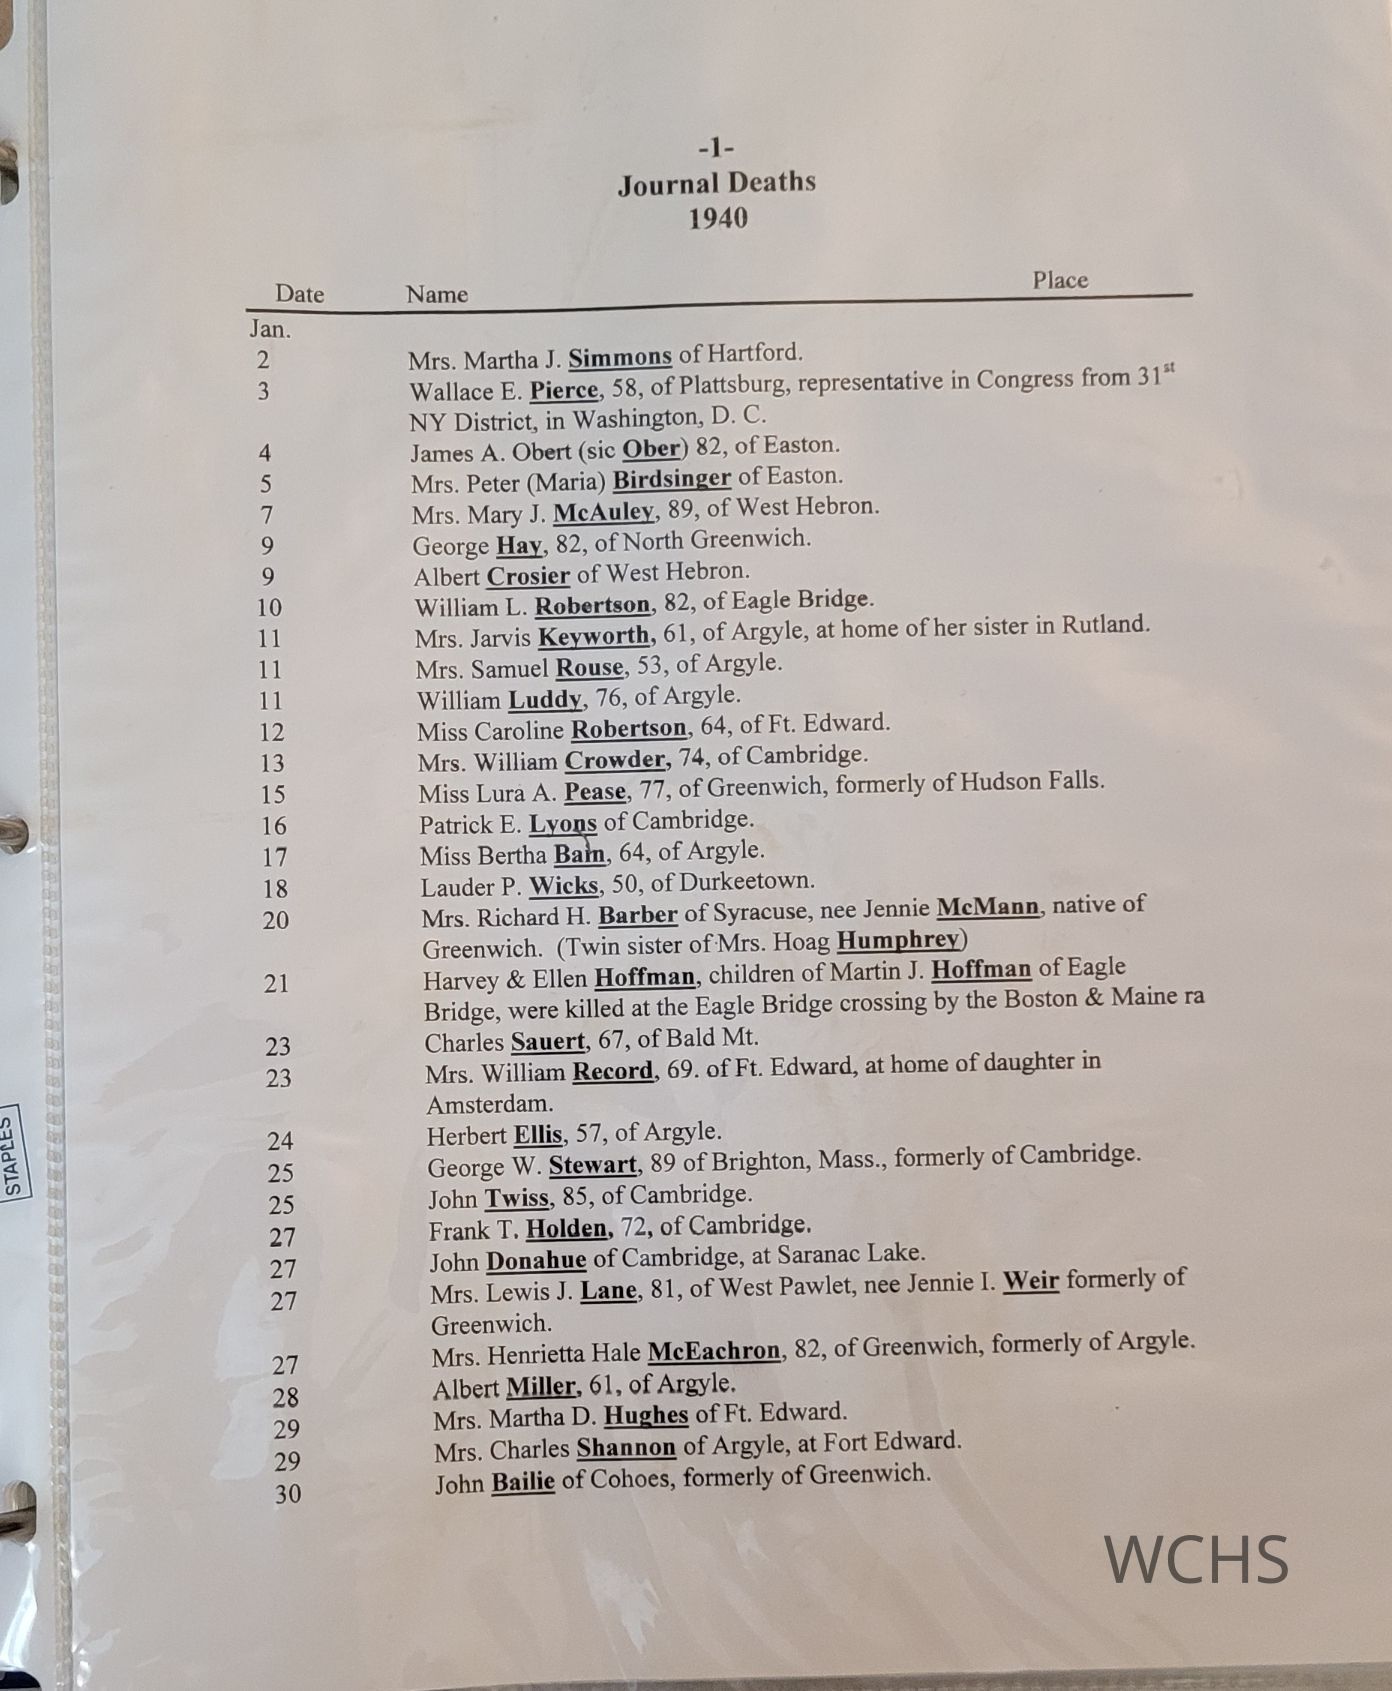 -1-
Journal Deaths
1940
Date Name Place
Jan.
2 Mrs. Martha J. Simmons of Hartford.
3 Wallace E. Pierce, 58, of Plattsburg, representative in Congress from 31st
NY District, in Washington, D. C.
4 James A. Obert (sic Ober) 82, of Easton.
5 Mrs. Peter (Maria) Birdsinger of Easton.
7 Mrs. Mary J. McAuley, 89, of West Hebron.
9 George Hay, 82, of North Greenwich.
9 Albert Crosier of West Hebron.
10 William L. Robertson, 82, of Eagle Bridge.
11 Mrs. Jarvis Keyworth, 61, of Argyle, at home of her sister in Rutland.
11 Mrs. Samuel Rouse, 53, of Argyle.
11 William Luddy, 76, of Argyle.
12 Miss Caroline Robertson, 64, of Ft. Edward.
13 Mrs. William Crowder, 74, of Cambridge.
15 Miss Lura A. Pease, 77, of Greenwich, formerly of Hudson Falls.
16 Patrick E. Lyons of Cambridge.
17 Miss Bertha Bain, 64, of Argyle.
18 Lauder P. Wicks, 50, of Durkeetown.
20 Mrs. Richard H. Barber of Syracuse, nee Jennie McMann, native of
Greenwich. (Twin sister of Mrs. Hoag Humphrey)
21 Harvey & Ellen Hoffman, children of Martin J. Hoffman of Eagle
Bridge, were killed at the Eagle Bridge crossing by the Boston & Maine ra
23 Charles Sauert, 67, of Bald Mt.
23 Mrs. William Record, 69. of Ft. Edward, at home of daughter in
Amsterdam.
24 Herbert Ellis, 57, of Argyle.
25 George W. Stewart, 89 of Brighton, Mass., formerly of Cambridge.
25 John Twiss, 85, of Cambridge.
27 Frank T. Holden, 72, of Cambridge.
27 John Donahue of Cambridge, at Saranac Lake.
27 Mrs. Lewis J. Lane, 81, of West Pawlet, nee Jennie I. Weir formerly of
Greenwich.
27 Mrs. Henrietta Hale McEachron, 82, of Greenwich, formerly of Argyle.
28 Albert Miller, 61, of Argyle.
29 Mrs. Martha D. Hughes of Ft. Edward.
29 Mrs. Charles Shannon of Argyle, at Fort Edward.
30 John Bailie of Cohoes, formerly of Greenwich.
STAPLES
WCHS